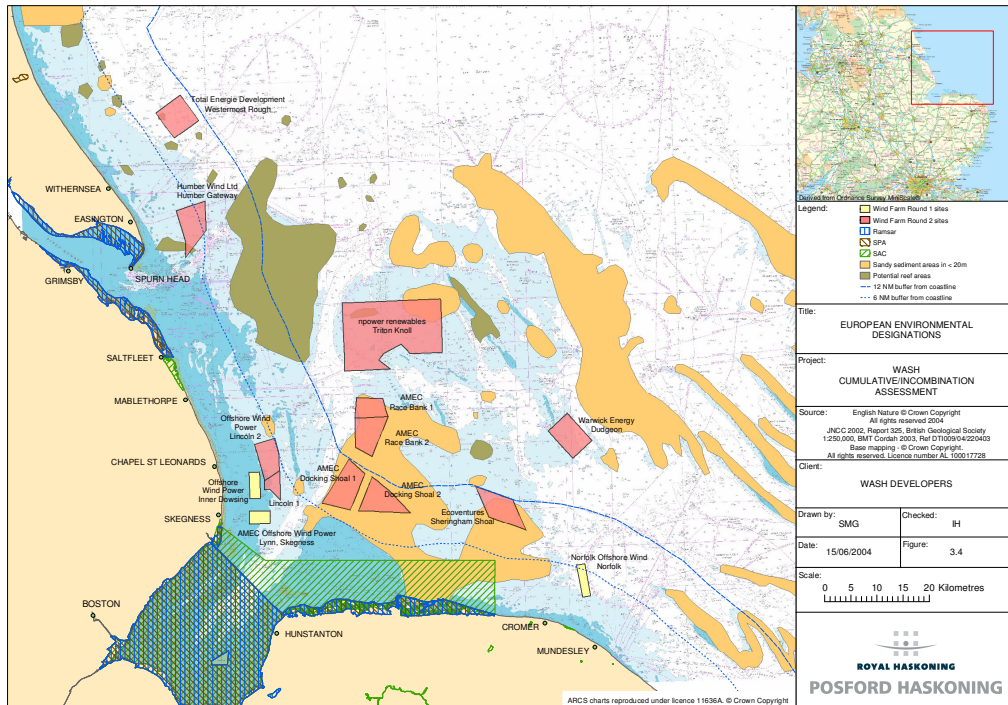 Total Energie Development
Westermost Rough
WITHERNSEA
Humber Wind Ltd
Humber Gateway
EASINGTON
GRIMSBY
SPURN HEAD
npower renewables
Triton Knoll
SALTFLEET
MABLETHORPE
AMEC
Race Bank 1
Offshore Wind
Power
Lincoln 2
AMEC
Race Bank 2
Warwick Energy
Dudgeon
CHAPEL ST LEONARDS
AMEC
Docking Shoal 1
Offshore
Wind Power
Inner Dowsing
Lincoln 1
AMEC
Docking Shoal 2
Ecoventures
Sheringham Shoal
SKEGNESS
AMEC Offshore Wind Power
Lynn, Skegness
Norfolk Offshore Wind
Norfolk
BOSTON
HUNSTANTON
CROMER
MUNDESLEY
ARCS charts reproduced under licence 11636A. © Crown Copyright
Derived from Ordnance Survey MiniScale®
Legend:
Wind Farm Round 1 sites
Wind Farm Round 2 sites
Ramsar
SPA
SAC
Sandy sediment areas in < 20m
Potential reef areas
12 NM buffer from coastline
6 NM buffer from coastline
Title:
EUROPEAN ENVIRONMENTAL
DESIGNATIONS
Project:
WASH
CUMULATIVE/INCOMBINATION
ASSESSMENT
Source:
English Nature © Crown Copyright
All rights reserved 2004
JNCC 2002, Report 325, British Geological Society
1:250,000, BMT Cordah 2003, Ref DTI009/04/220403
Base mapping - © Crown Copyright.
All rights reserved. Licence number AL 100017728
Client:
WASH DEVELOPERS
Drawn by:
SMG
Checked:
IH
Date:
15/06/2004
Figure:
3.4
Scale:
0 5 10 15 20 Kilometres
ROYAL HASKONING
POSFORD HASKONING